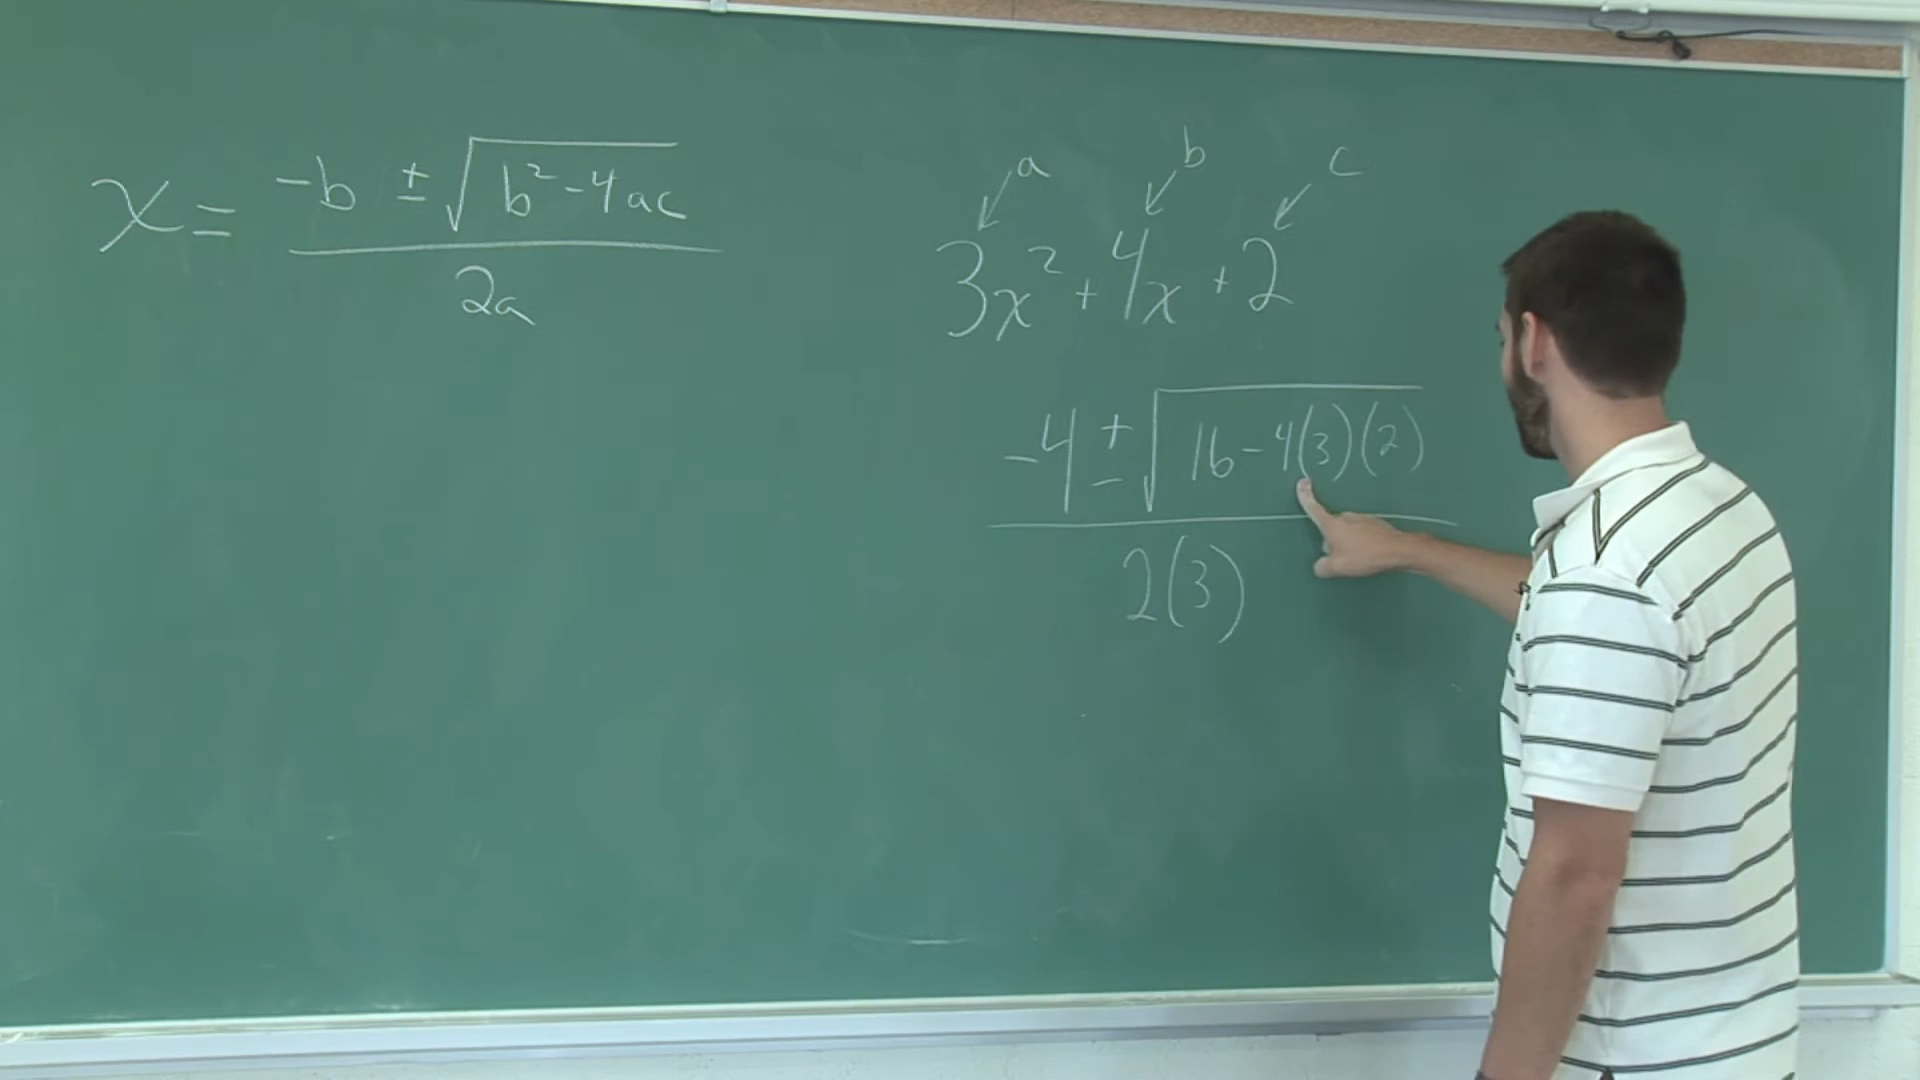 x = -b ± √b² - 4ac / 2a
a b c
3x² + 4x + 2
-4 ± √16 - 4(3)(2)
2(3)